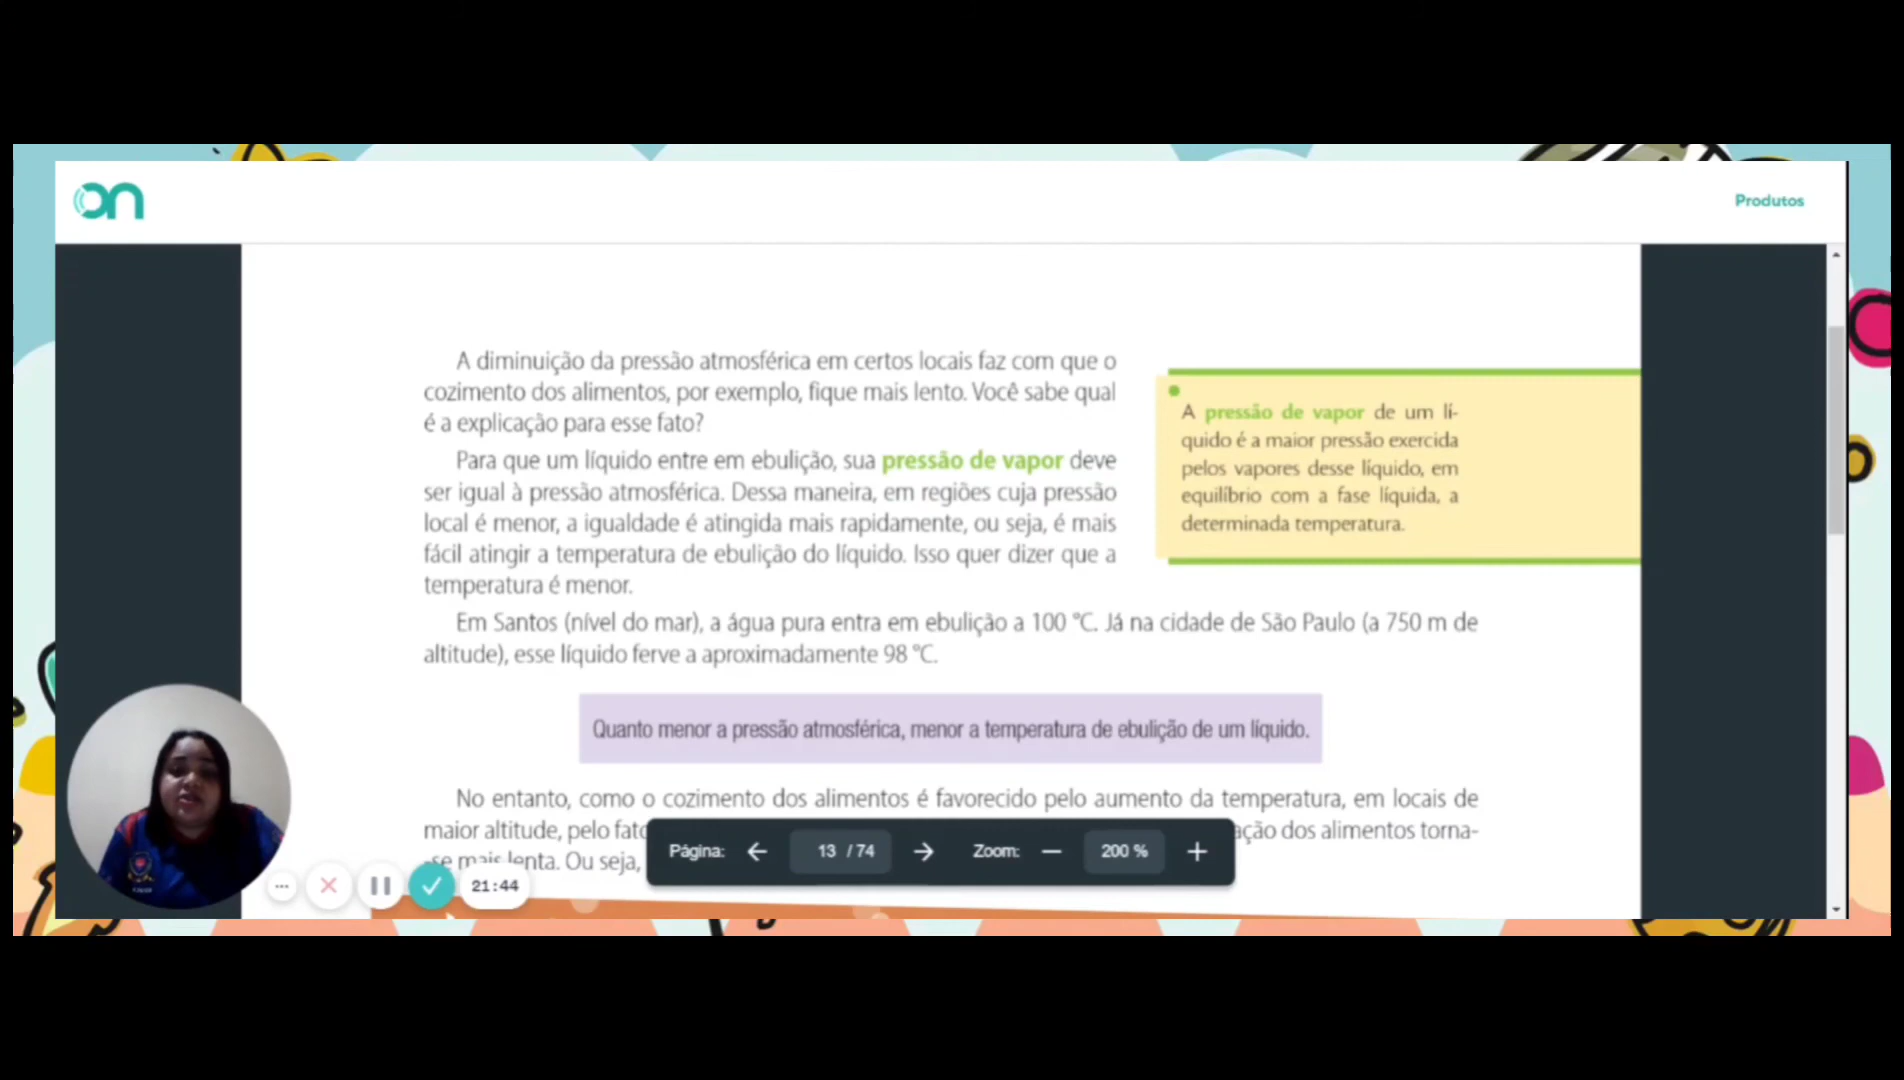 on
Produtos
A diminuição da pressão atmosférica em certos locais faz com que o
cozimento dos alimentos, por exemplo, fique mais lento. Você sabe qual
é a explicação para esse fato?
Para que um líquido entre em ebulição, sua pressão de vapor deve
ser igual à pressão atmosférica. Dessa maneira, em regiões cuja pressão
local é menor, a igualdade é atingida mais rapidamente, ou seja, é mais
fácil atingir a temperatura de ebulição do líquido. Isso quer dizer que a
temperatura é menor.
A pressão de vapor de um lí-
quido é a maior pressão exercida
pelos vapores desse líquido, em
equilíbrio com a fase líquida, a
determinada temperatura.
Em Santos (nível do mar), a água pura entra em ebulição a 100 °C. Já na cidade de São Paulo (a 750 m de
altitude), esse líquido ferve a aproximadamente 98 °C.
Quanto menor a pressão atmosférica, menor a temperatura de ebulição de um líquido.
No entanto, como o cozimento dos alimentos é favorecido pelo aumento da temperatura, em locais de
maior altitude, pelo fato ação dos alimentos torna-
-se mais lenta. Ou seja,
Página: 13 / 74 Zoom: 200 %
21:44